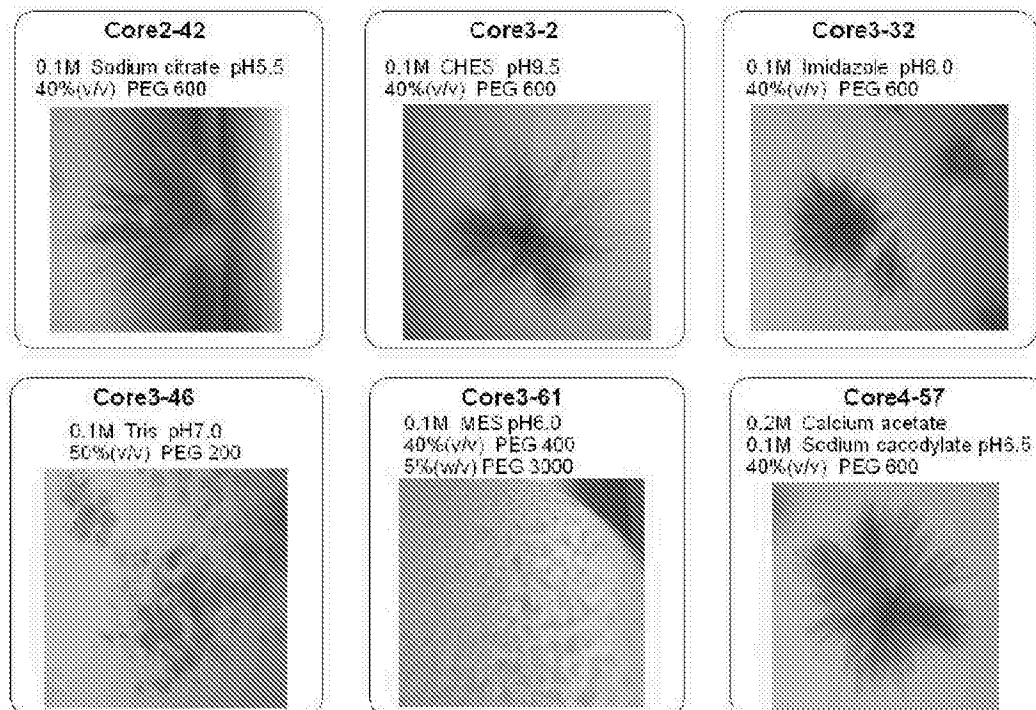 Core2-42
0.1M Sodium citrate pH5.5
40%(v/v) PEG 600
Core3-2
0.1M CHES pH9.5
40%(v/v) PEG 600
Core3-32
0.1M Imidazole pH8.0
40%(v/v) PEG 600
Core3-46
0.1M Tris pH7.0
50%(v/v) PEG 200
Core3-61
0.1M MES pH6.0
40%(v/v) PEG 400
5%(w/v) PEG 3000
Core4-57
0.2M Calcium acetate
0.1M Sodium cacodylate pH6.5
40%(v/v) PEG 600